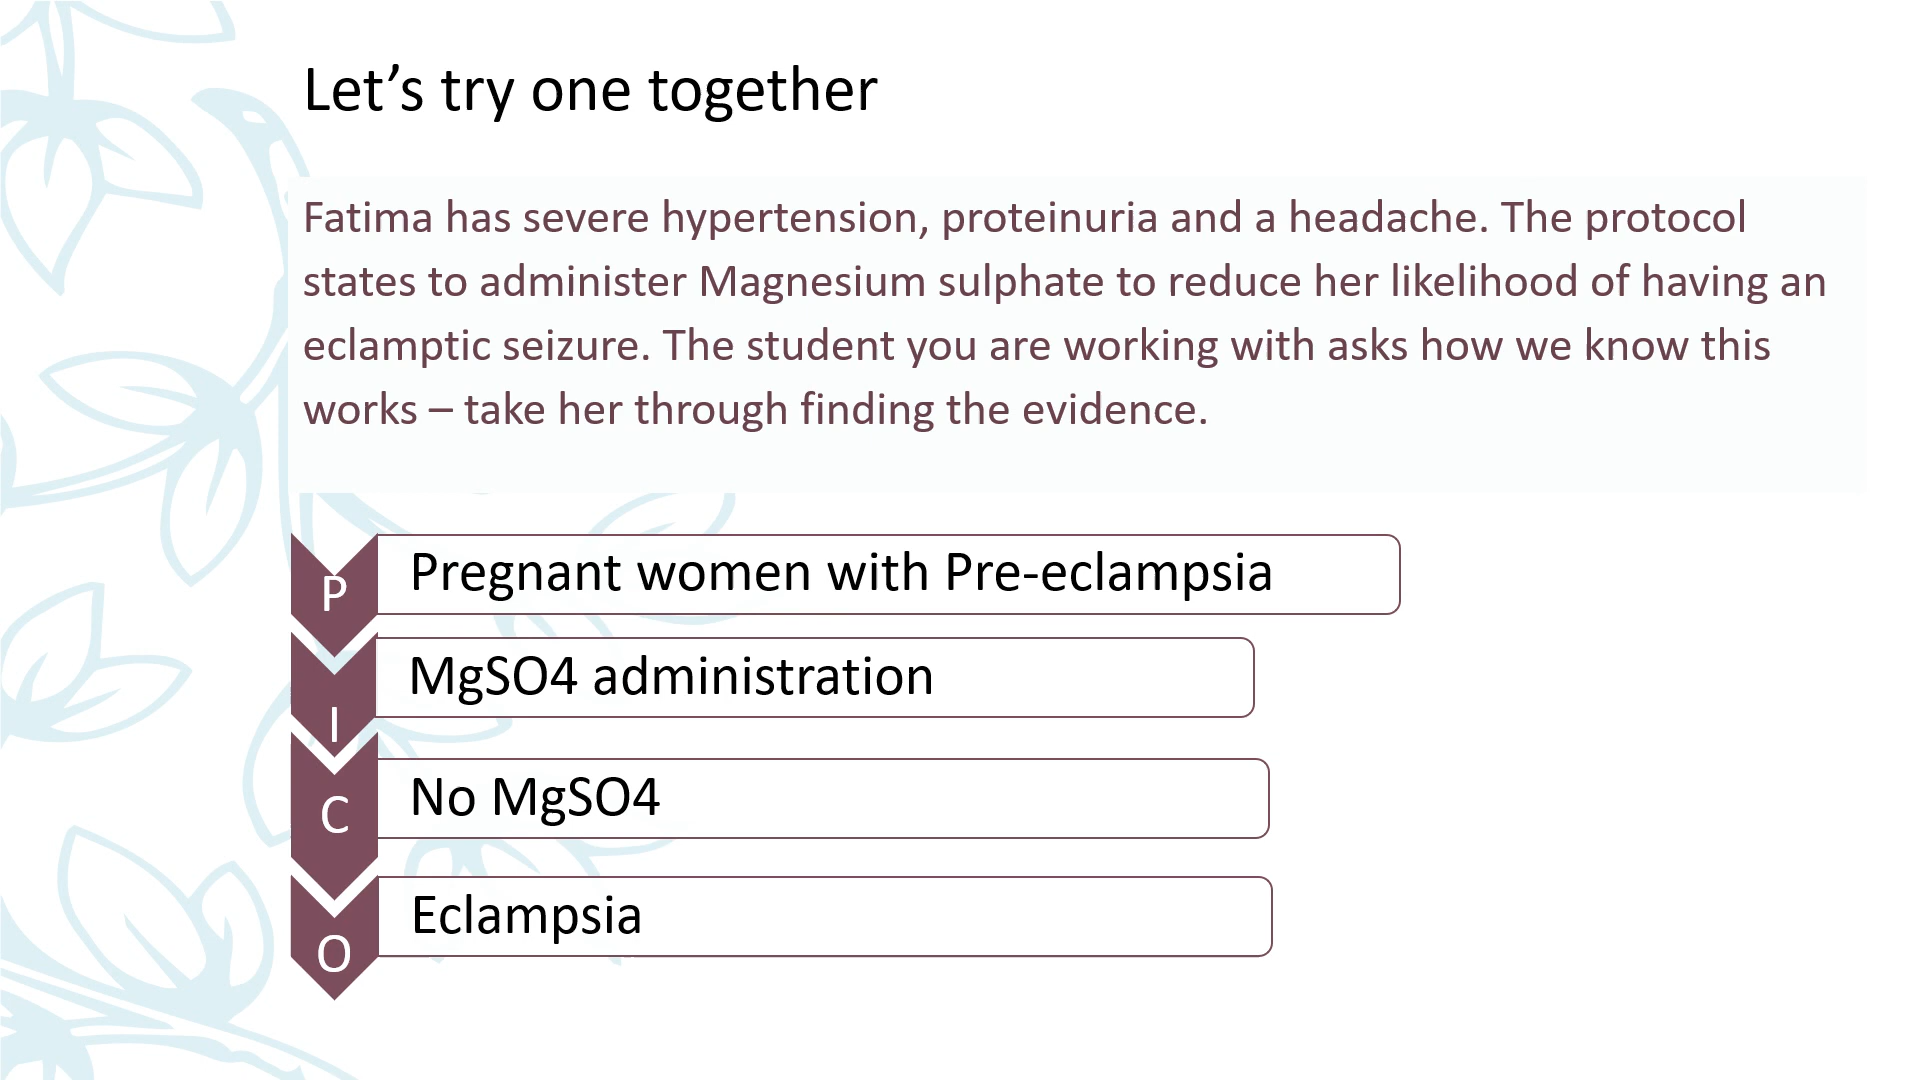 Let’s try one together
Fatima has severe hypertension, proteinuria and a headache. The protocol
states to administer Magnesium sulphate to reduce her likelihood of having an
eclamptic seizure. The student you are working with asks how we know this
works – take her through finding the evidence.
P Pregnant women with Pre-eclampsia
I MgSO4 administration
C No MgSO4
O Eclampsia